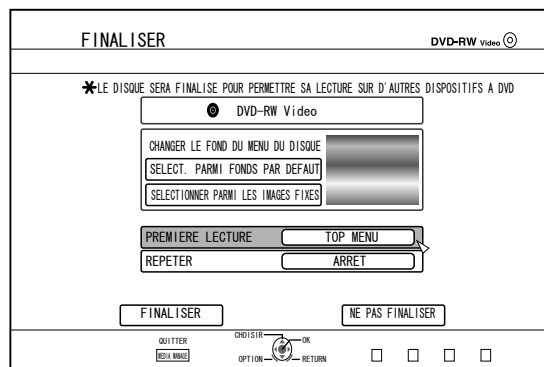 FINALISER
DVD-RW Video
*LE DISQUE SERA FINALISE POUR PERMETTRE SA LECTURE SUR D'AUTRES DISPOSITIFS A DVD
DVD-RW Video
CHANGER LE FOND DU MENU DU DISQUE
SELECT. PARMI FONDS PAR DEFAUT
SELECTIONNER PARMI LES IMAGES FIXES
PREMIERE LECTURE TOP MENU
REPETER ARRET
FINALISER NE PAS FINALISER
QUITTER CHOISIR OK
MEDIA MANAGE OPTION RETURN